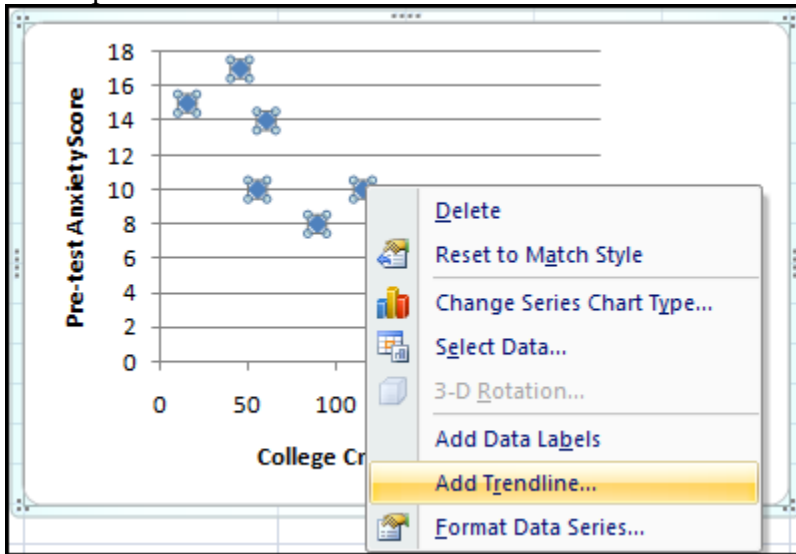 18
16
14
12
10
8
6
4
2
0
Pre-test Anxiety Score
0 50 100
College Cr
Delete
Reset to Match Style
Change Series Chart Type...
Select Data...
3-D Rotation...
Add Data Labels
Add Trendline...
Format Data Series...